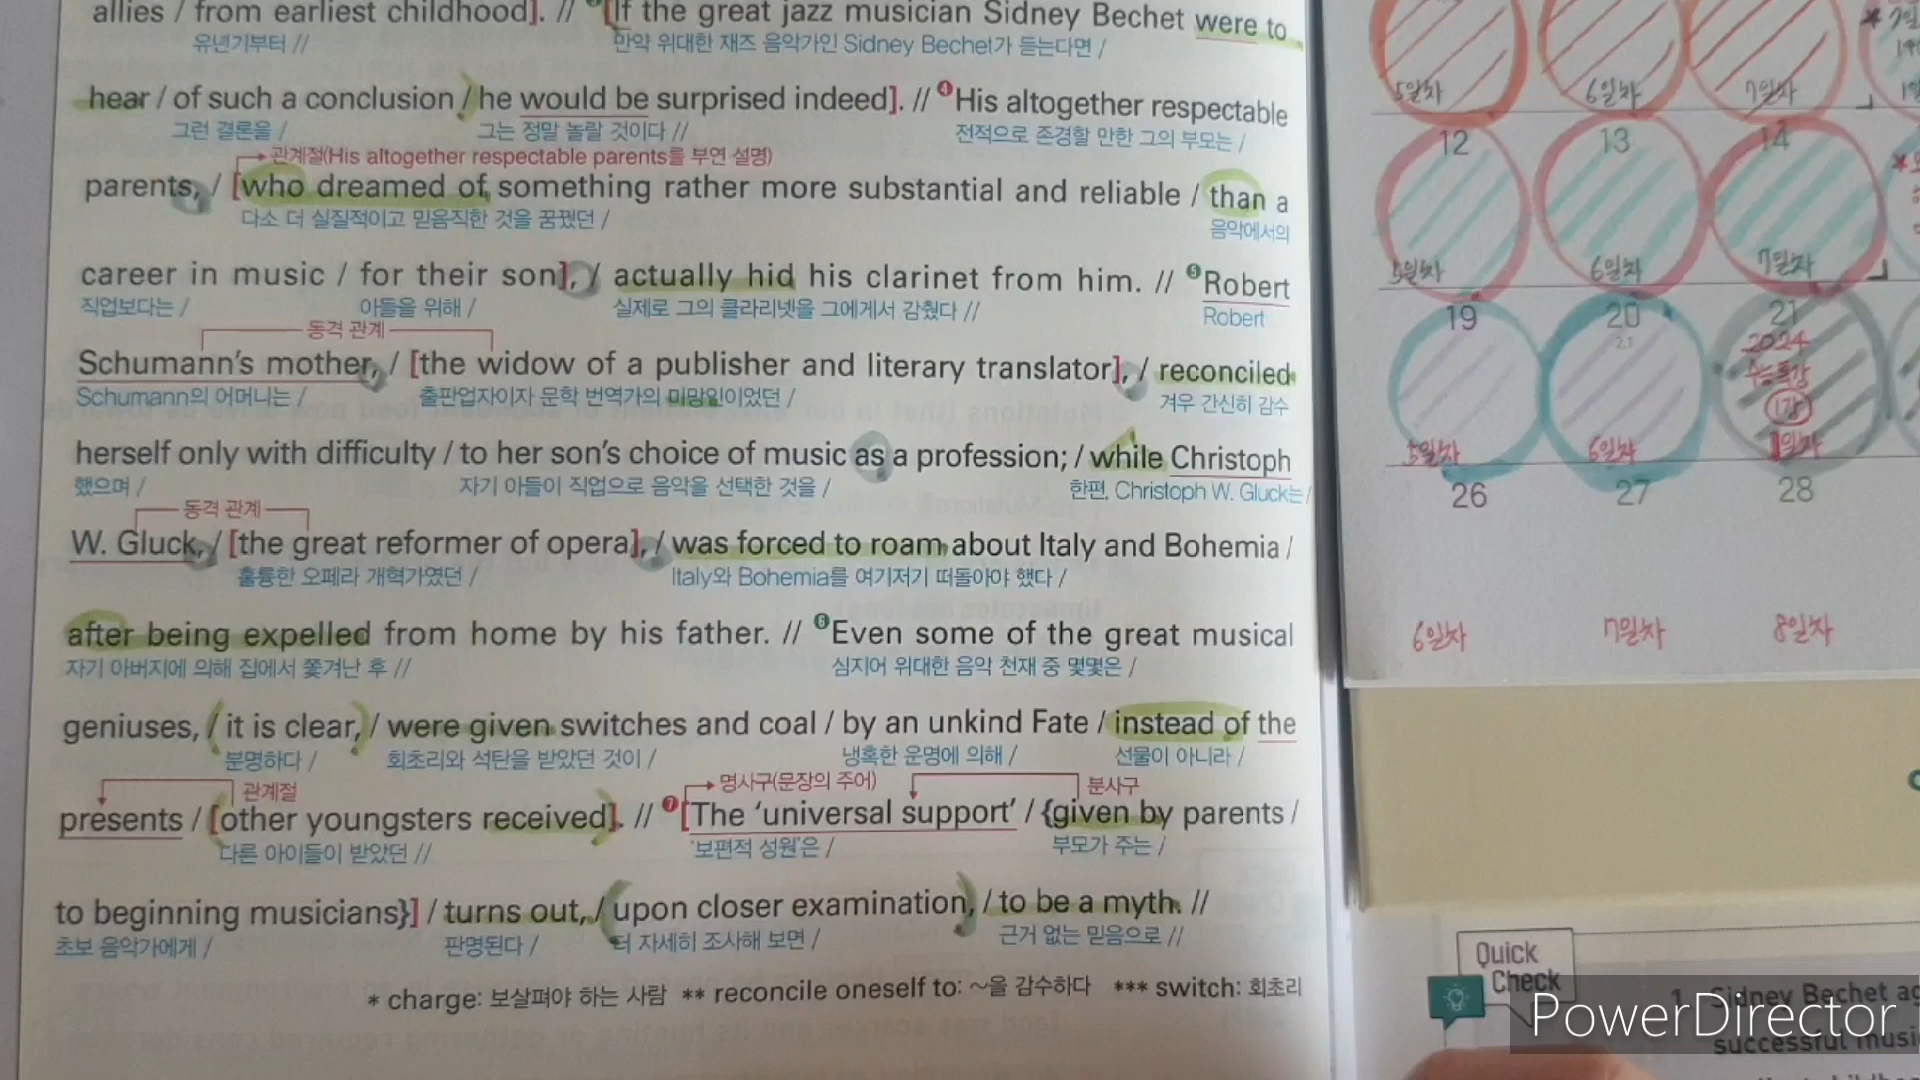 allies / from earliest childhood]. // [If the great jazz musician Sidney Bechet were to
유년기부터 // 만약 위대한 재즈 음악가인 Sidney Bechet가 듣는다면 /
hear / of such a conclusion / he would be surprised indeed]. // ❹His altogether respectable
그런 결론을 / 그는 정말 놀랄 것이다 // 전적으로 존경할 만한 그의 부모는 /
관계절(His altogether respectable parents를 부연 설명)
parents, / [who dreamed of something rather more substantial and reliable / than a
다소 더 실질적이고 믿음직한 것을 꿈꿨던 / 음악에서의
career in music / for their son], / actually hid his clarinet from him. // ❺Robert
직업보다는 / 아들을 위해 / 실제로 그의 클라리넷을 그에게서 감췄다 // Robert
동격 관계
Schumann's mother, / [the widow of a publisher and literary translator], / reconciled
Schumann의 어머니는 / 출판업자이자 문학 번역가의 미망인이었던 / 겨우 간신히 감수
herself only with difficulty / to her son's choice of music as a profession; / while Christoph
했으며 / 자기 아들이 직업으로 음악을 선택한 것을 / 한편, Christoph W. Gluck는 /
동격 관계
W. Gluck, / [the great reformer of opera], / was forced to roam about Italy and Bohemia /
훌륭한 오페라 개혁가였던 / Italy와 Bohemia를 여기저기 떠돌아야 했다 /
after being expelled from home by his father. // ❻Even some of the great musical
자기 아버지에 의해 집에서 쫓겨난 후 // 심지어 위대한 음악 천재 중 몇몇은 /
geniuses, / it is clear, / were given switches and coal / by an unkind Fate / instead of the
분명하다 / 회초리와 석탄을 받았던 것이 / 냉혹한 운명에 의해 / 선물이 아니라 /
관계절 명사구(문장의 주어) 분사구
presents / [other youngsters received]. // ❼[The 'universal support' / {given by parents /
다른 아이들이 받았던 // '보편적 성원'은 / 부모가 주는 /
to beginning musicians}] / turns out, / upon closer examination, / to be a myth. //
초보 음악가에게 / 판명된다 / 더 자세히 조사해 보면 / 근거 없는 믿음으로 //
* charge: 보살펴야 하는 사람 ** reconcile oneself to: ~을 감수하다 *** switch: 회초리
5일차 6일차 7일차
12 13 14
5일차 6일차 7일차
19 20 21
21
2024
수능특강
1강
5일차 6일차 1일차
26 27 28
6일차 7일차 8일차
Quick
Check
1 Sidney Bechet
successful
PowerDirector